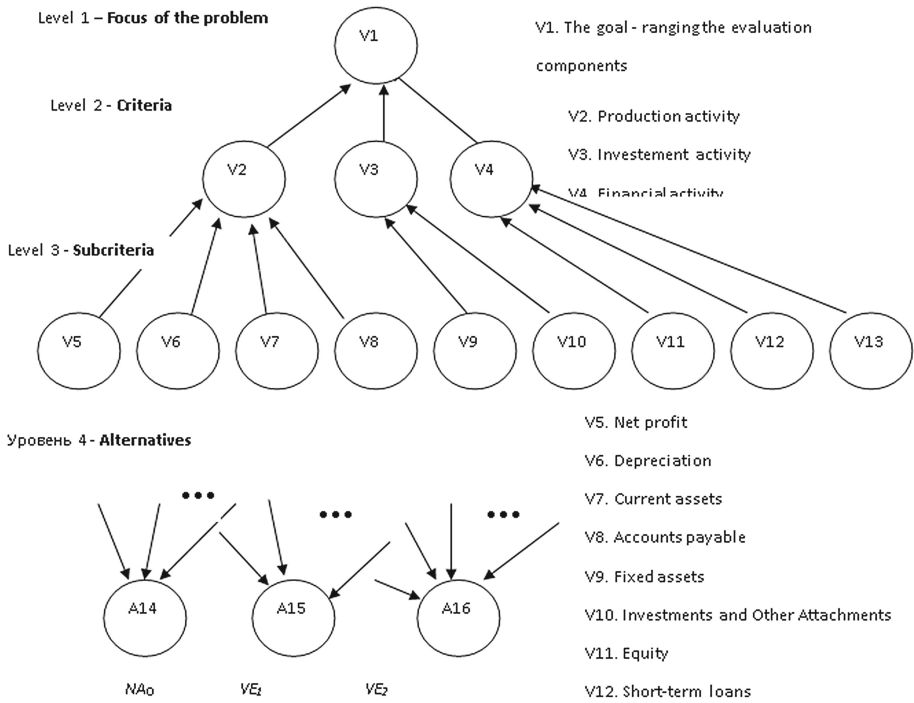 Level 1 – Focus of the problem
V1
V1. The goal - ranging the evaluation
components
Level 2 - Criteria
V2. Production activity
V3. Investement activity
V4. Financial activity
V2
V3
V4
Level 3 - Subcriteria
V5
V6
V7
V8
V9
V10
V11
V12
V13
Уровень 4 - Alternatives
V5. Net profit
V6. Depreciation
V7. Current assets
V8. Accounts payable
V9. Fixed assets
V10. Investments and Other Attachments
V11. Equity
V12. Short-term loans
•••
•••
•••
A14
A15
A16
NA₀
VE₁
VE₂